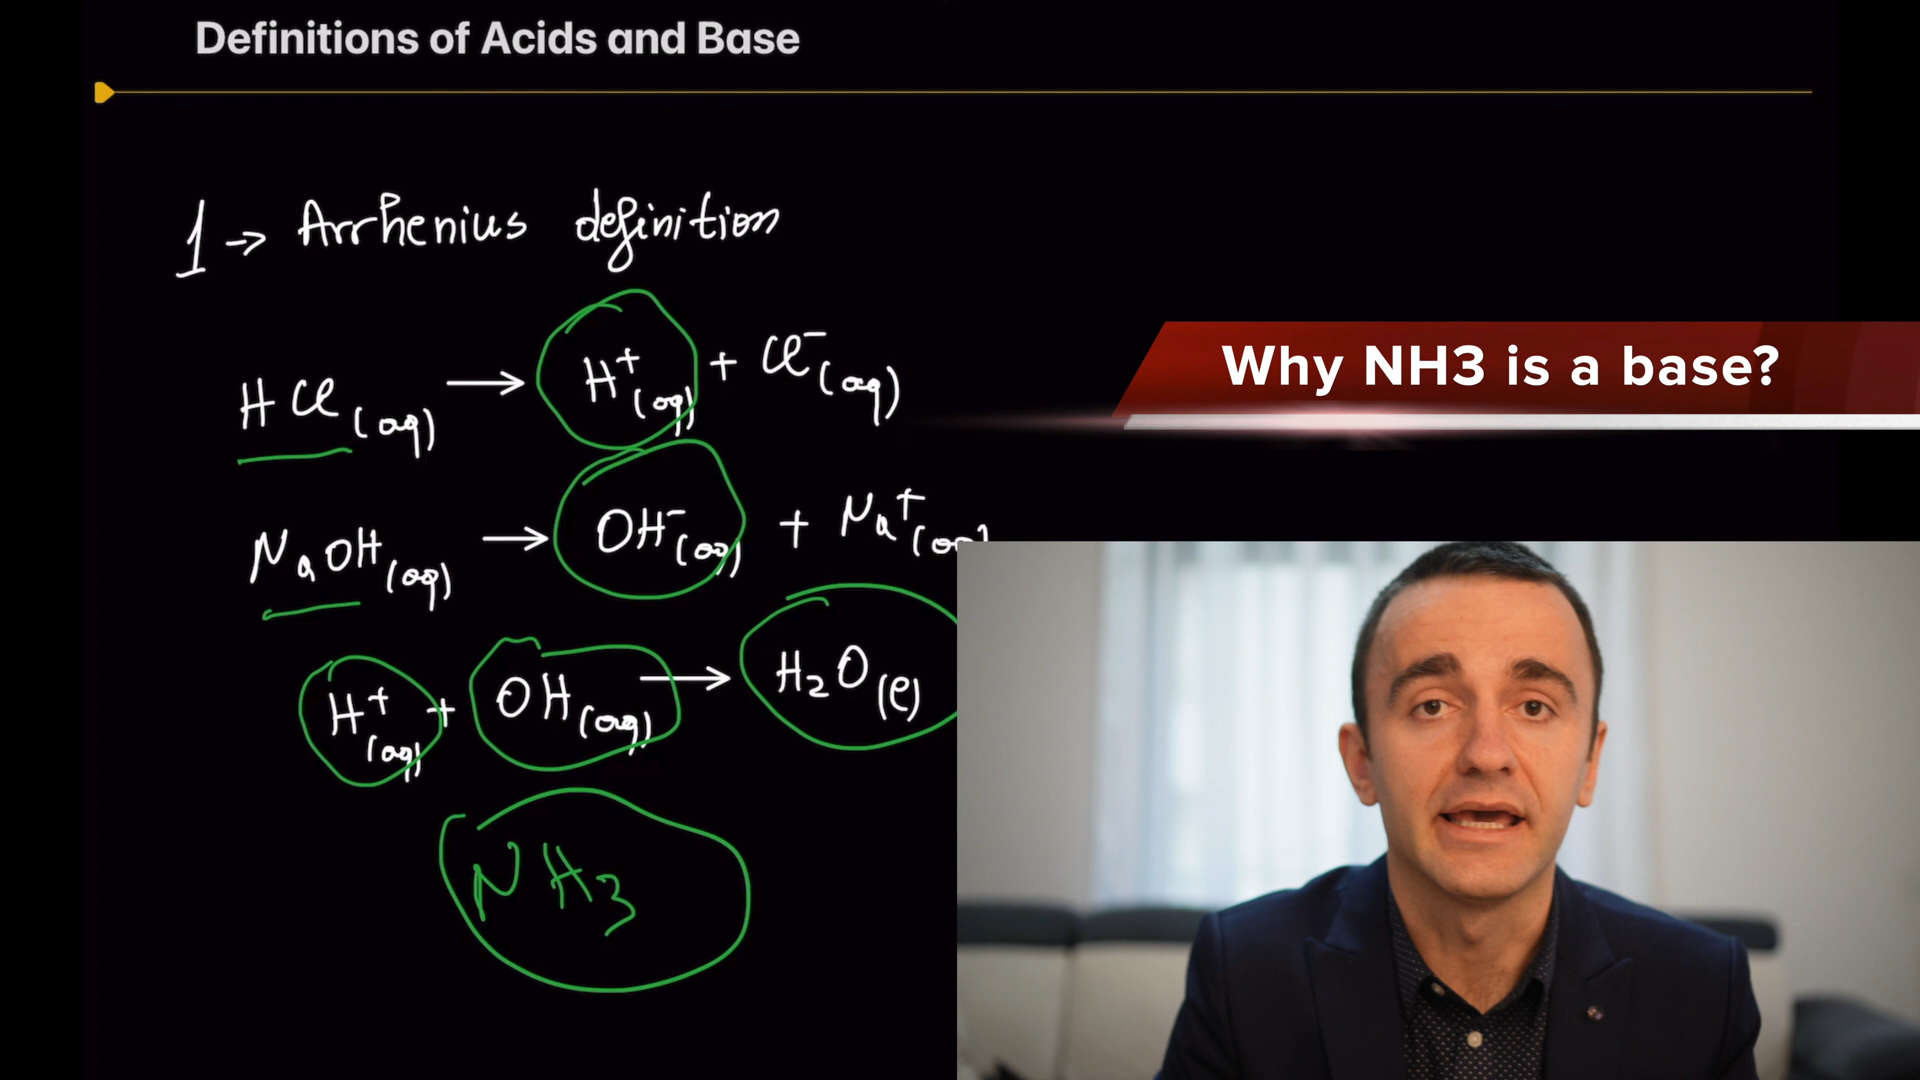 Definitions of Acids and Base
1 → Arrhenius definition
HCl (aq) → H⁺(aq) + Cl⁻(aq)
Why NH3 is a base?
NaOH (aq) → OH⁻(aq) + Na⁺(aq)
H⁺(aq) + OH (aq) → H₂O (l)
NH₃